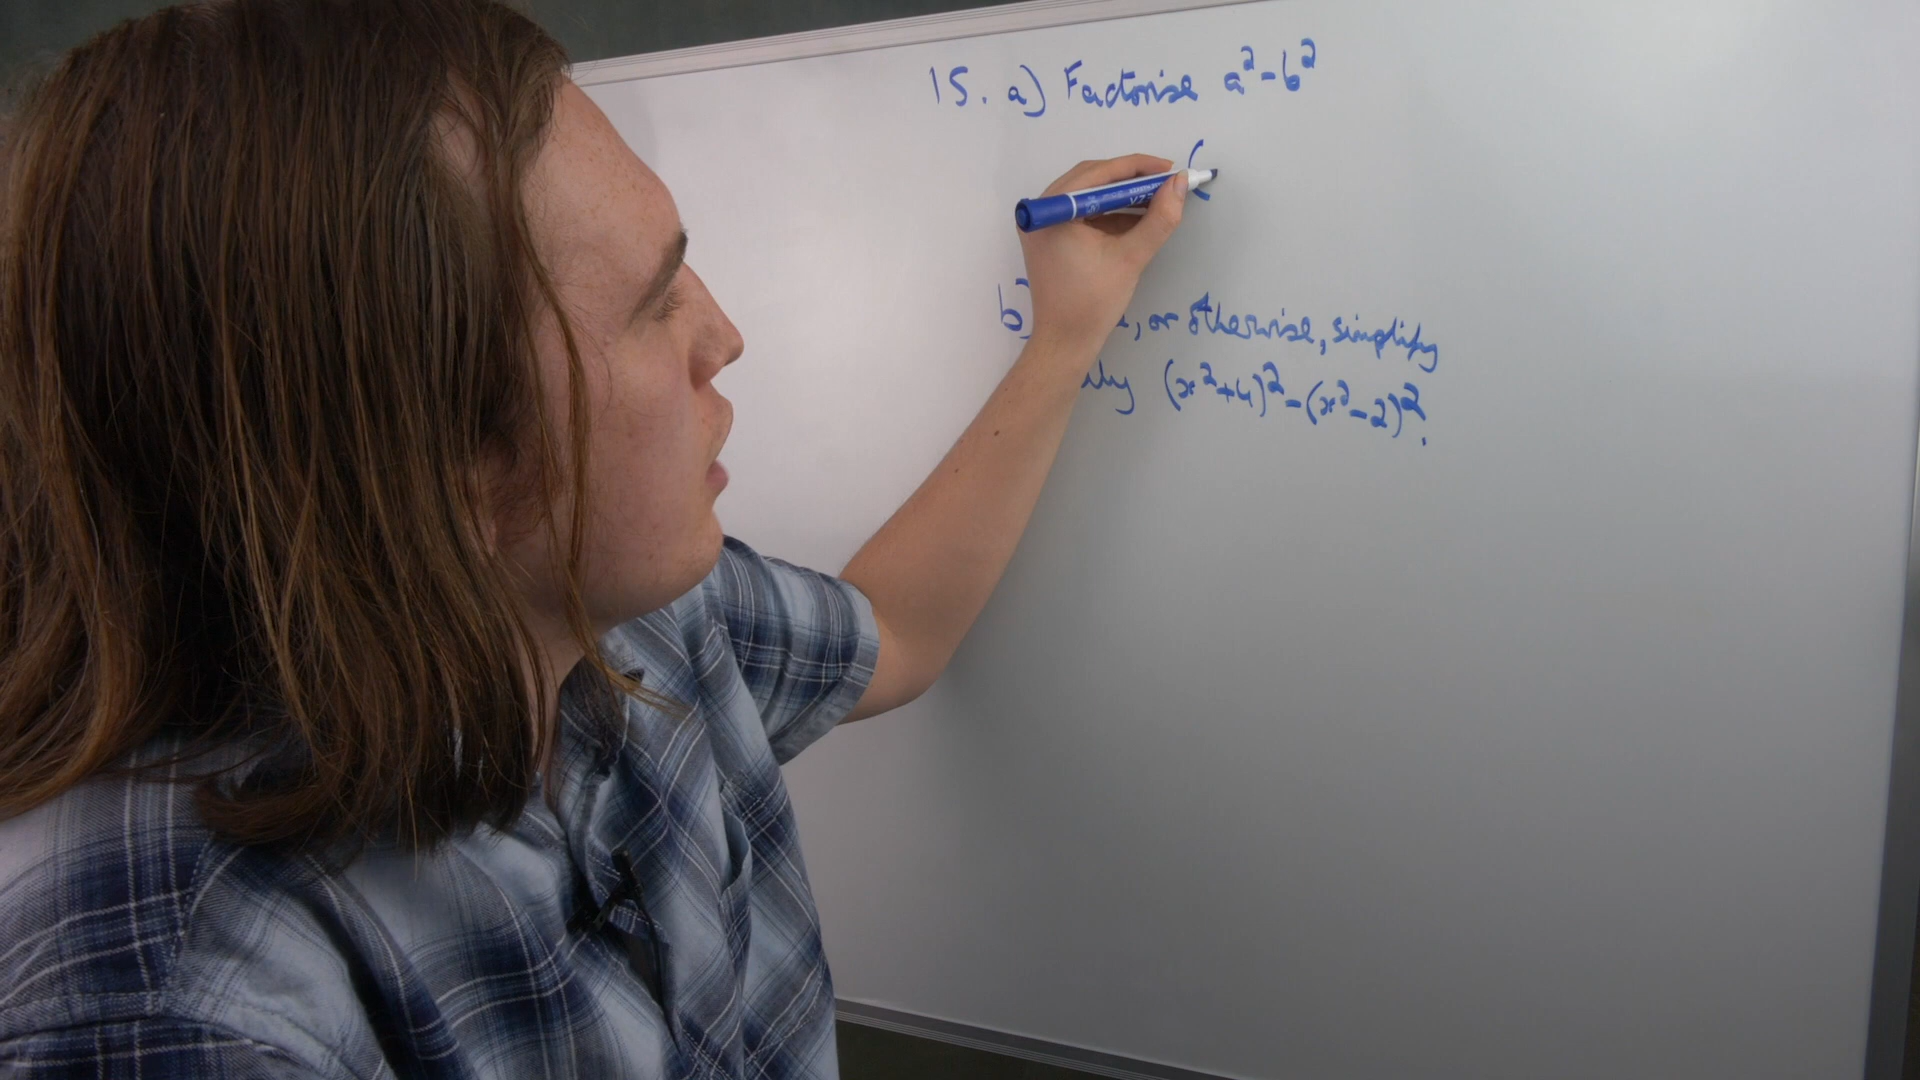 15. a) Factorise a²-b²
(
b) , or otherwise, simplify
(x²+4)²-(x²-2)².